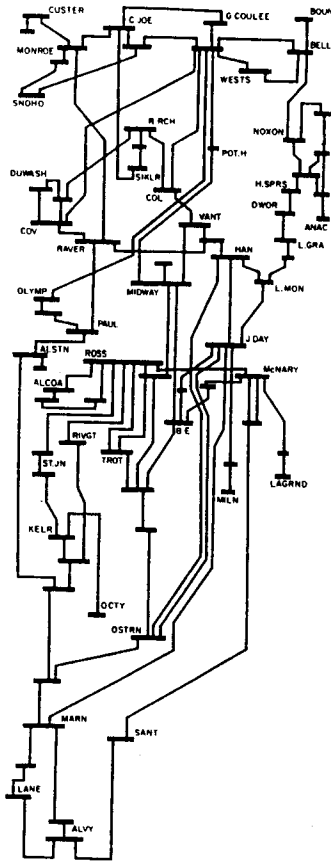 CUSTER
C.JOE
G.COULEE
BOUN
MONROE
BELL
WESTS
SNOHO
NOXON
R.RCH
POT.H
DUWASH
SIKLR
H.SPRS
COL
DWOR
ANAC
COV
VANT
RAVER
HAN
L.GRA
OLYMP
MIDWAY
L.MON
PAUL
J.DAY
ALSTN
ROSS
McNARY
ALCOA
RIVGT
B.E
ST.JN
TROT
LAGRND
MILN
KELR
OCTY
OSTRN
MARN
SANT
LANE
ALVY